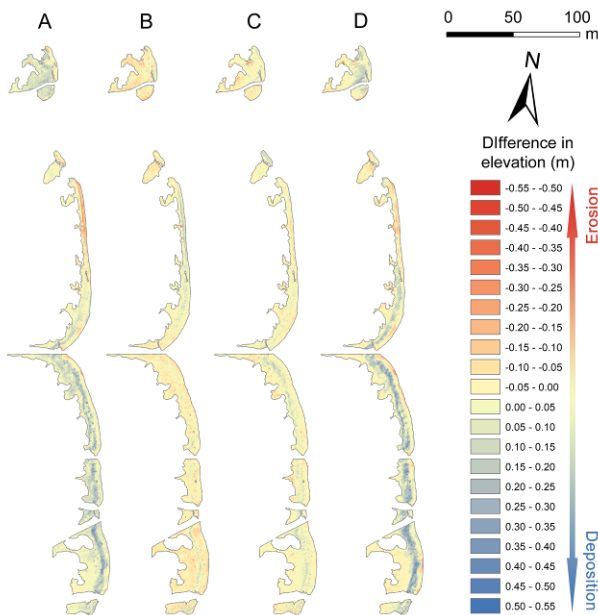 A B C D
0 50 100
m
N
DIfference in
elevation (m)
-0.55 - -0.50
-0.50 - -0.45
-0.45 - -0.40
-0.40 - -0.35
-0.35 - -0.30
-0.30 - -0.25
-0.25 - -0.20
-0.20 - -0.15
-0.15 - -0.10
-0.10 - -0.05
-0.05 - 0.00
0.00 - 0.05
0.05 - 0.10
0.10 - 0.15
0.15 - 0.20
0.20 - 0.25
0.25 - 0.30
0.30 - 0.35
0.35 - 0.40
0.40 - 0.45
0.45 - 0.50
0.50 - 0.55
Erosion
Deposition